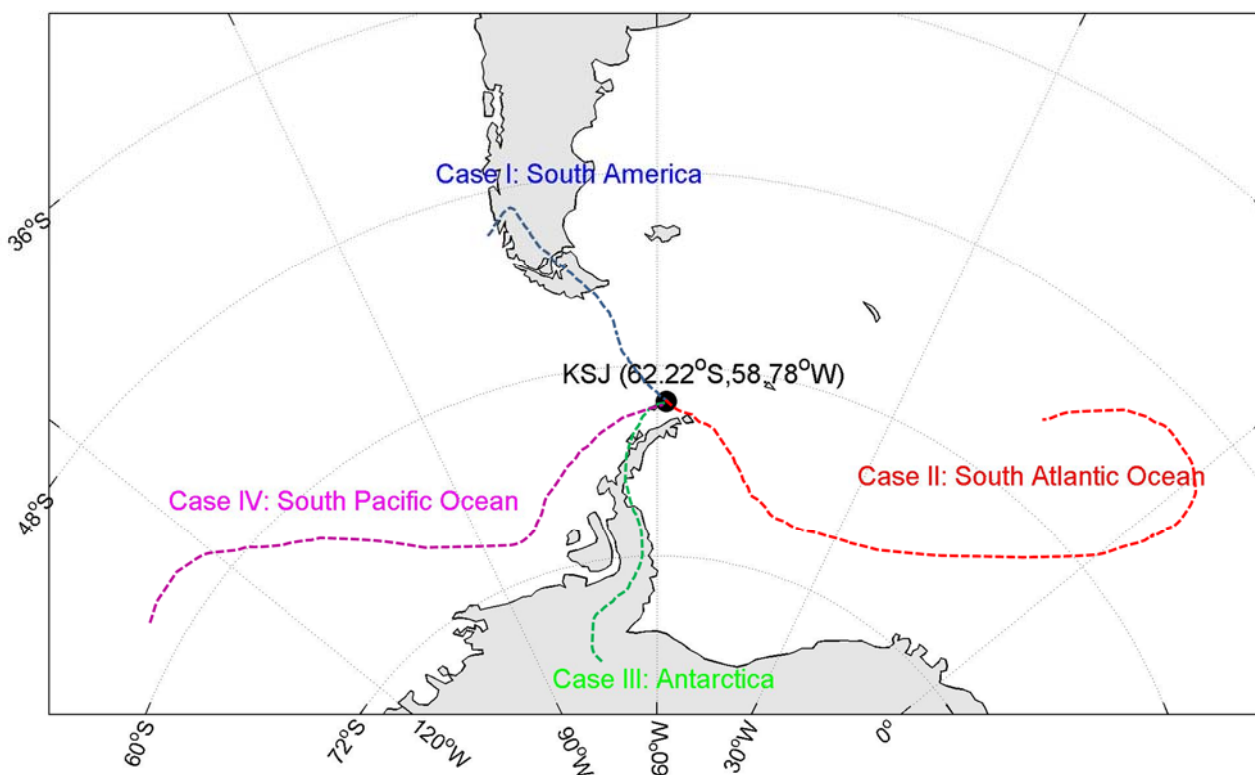 Case I: South America
36°S
KSJ (62.22°S,58.78°W)
Case II: South Atlantic Ocean
Case IV: South Pacific Ocean
48°S
Case III: Antarctica
60°S
72°S
120°W
90°W
60°W
30°W
0°